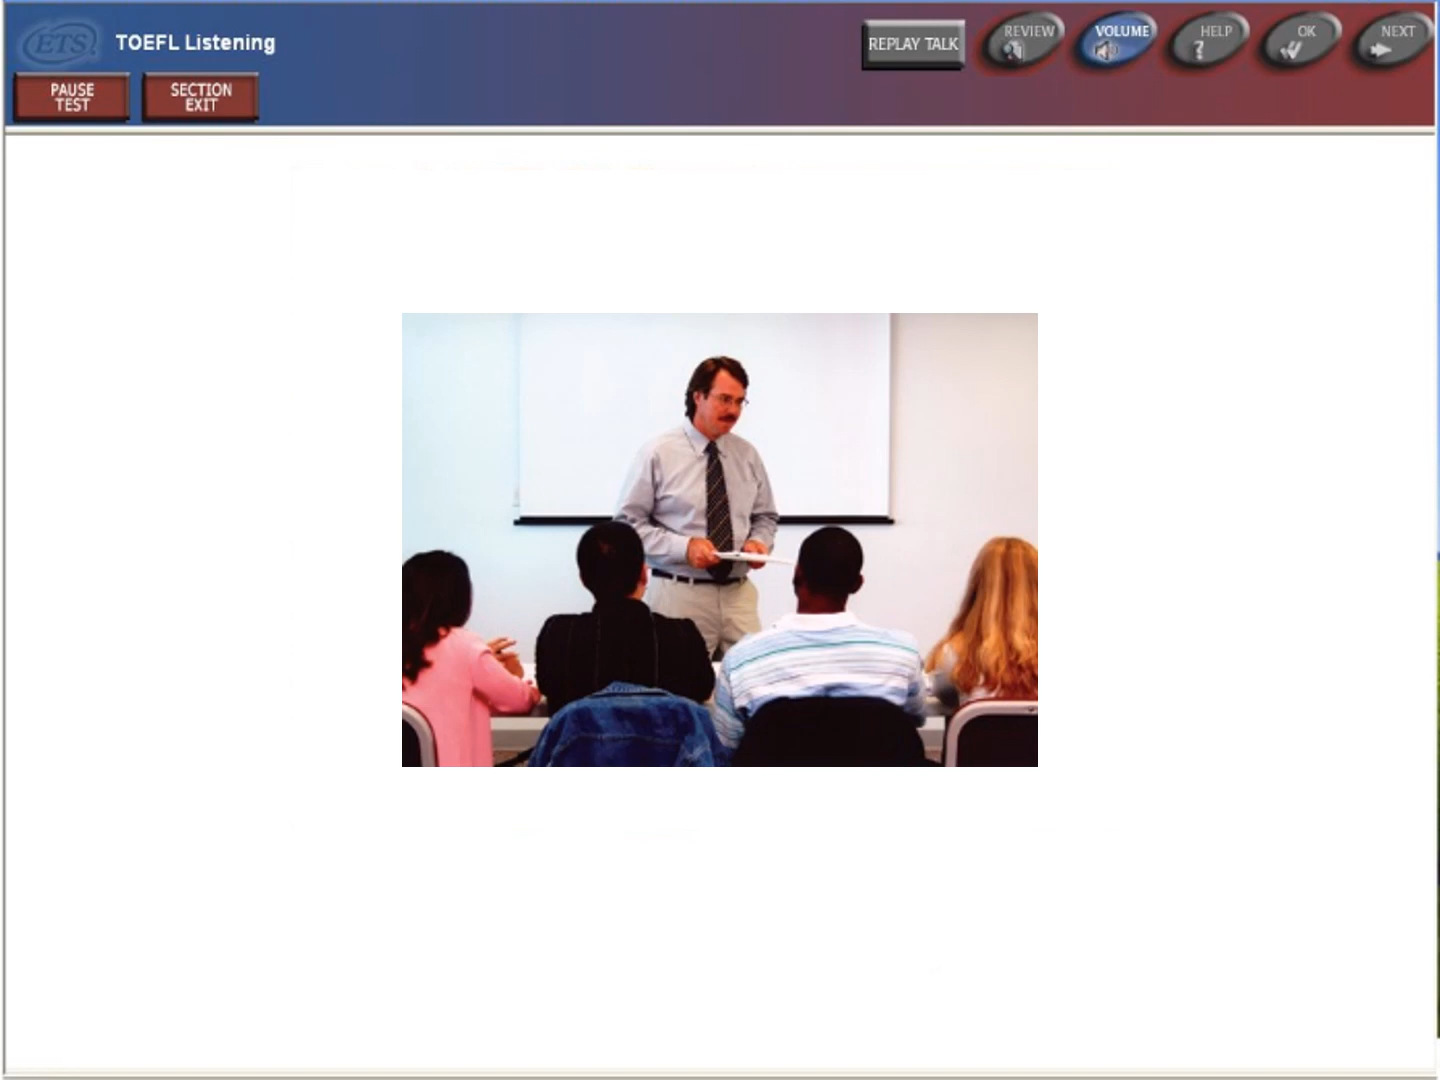 ETS
TOEFL Listening
REPLAY TALK
REVIEW
VOLUME
HELP
OK
NEXT
PAUSE
TEST
SECTION
EXIT